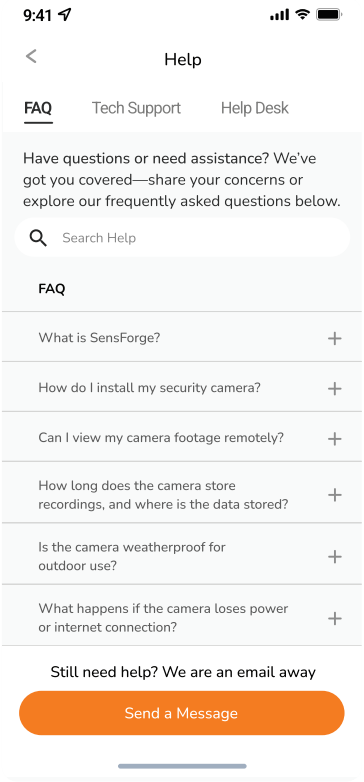 9:41
Help
FAQ Tech Support Help Desk
Have questions or need assistance? We’ve
got you covered—share your concerns or
explore our frequently asked questions below.
Search Help
FAQ
What is SensForge?
How do I install my security camera?
Can I view my camera footage remotely?
How long does the camera store
recordings, and where is the data stored?
Is the camera weatherproof for
outdoor use?
What happens if the camera loses power
or internet connection?
Still need help? We are an email away
Send a Message